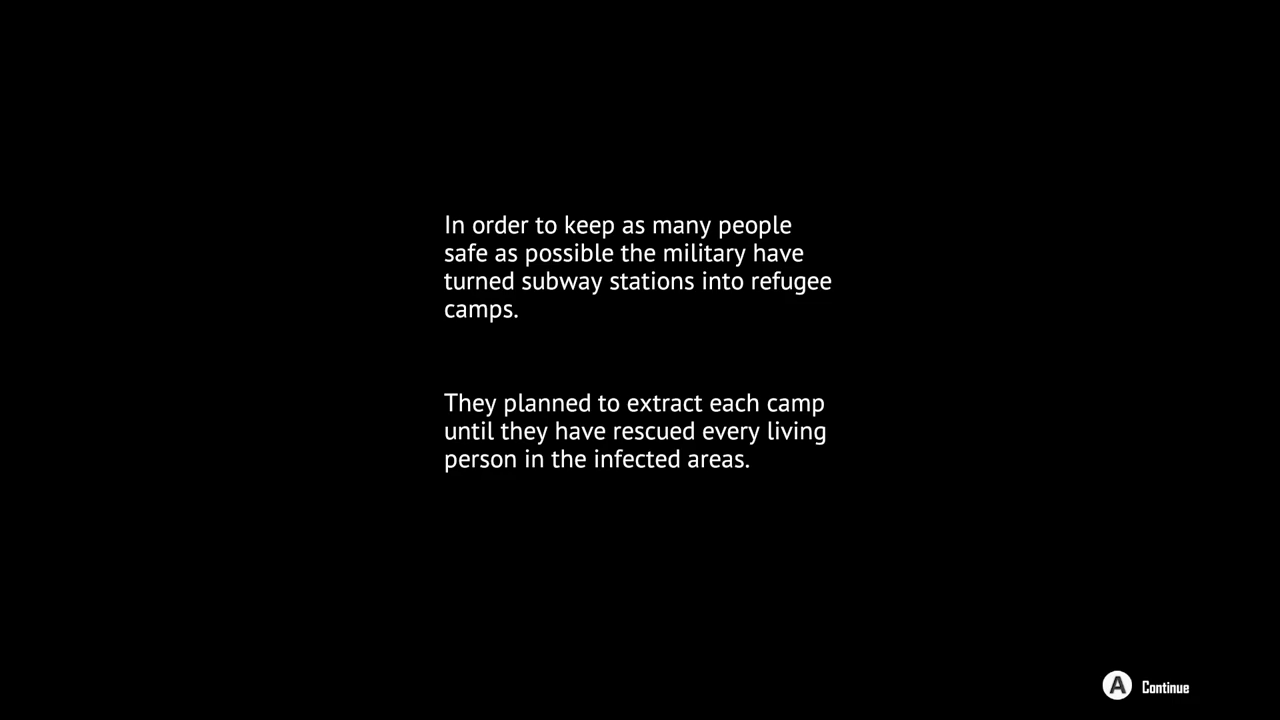 In order to keep as many people
safe as possible the military have
turned subway stations into refugee
camps.
They planned to extract each camp
until they have rescued every living
person in the infected areas.
A Continue